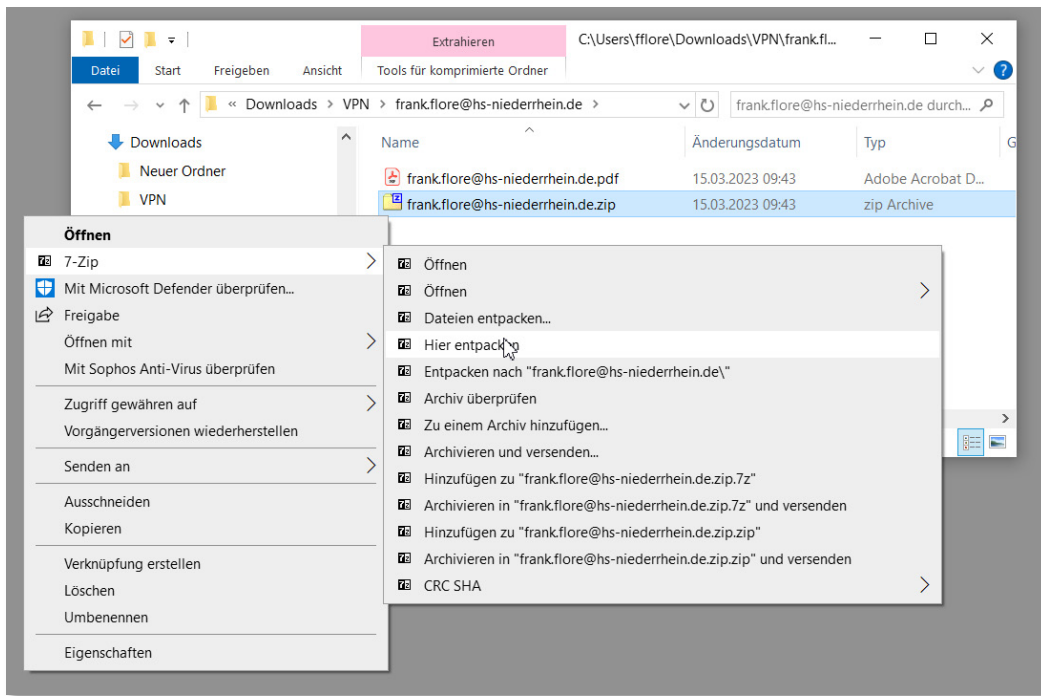 Extrahieren
C:\Users\fflore\Downloads\VPN\frank.fl...
Datei
Start
Freigeben
Ansicht
Tools für komprimierte Ordner
?
« Downloads > VPN > frank.flore@hs-niederrhein.de >
frank.flore@hs-niederrhein.de durch...
Downloads
Neuer Ordner
VPN
Name
Änderungsdatum
Typ
G
frank.flore@hs-niederrhein.de.pdf
15.03.2023 09:43
Adobe Acrobat D...
frank.flore@hs-niederrhein.de.zip
15.03.2023 09:43
zip Archive
Öffnen
7-Zip
Mit Microsoft Defender überprüfen...
Freigabe
Öffnen mit
Mit Sophos Anti-Virus überprüfen
Zugriff gewähren auf
Vorgängerversionen wiederherstellen
Senden an
Ausschneiden
Kopieren
Verknüpfung erstellen
Löschen
Umbenennen
Eigenschaften
Öffnen
Öffnen
Dateien entpacken...
Hier entpacken
Entpacken nach "frank.flore@hs-niederrhein.de\"
Archiv überprüfen
Zu einem Archiv hinzufügen...
Archivieren und versenden...
Hinzufügen zu "frank.flore@hs-niederrhein.de.zip.7z"
Archivieren in "frank.flore@hs-niederrhein.de.zip.7z" und versenden
Hinzufügen zu "frank.flore@hs-niederrhein.de.zip.zip"
Archivieren in "frank.flore@hs-niederrhein.de.zip.zip" und versenden
CRC SHA